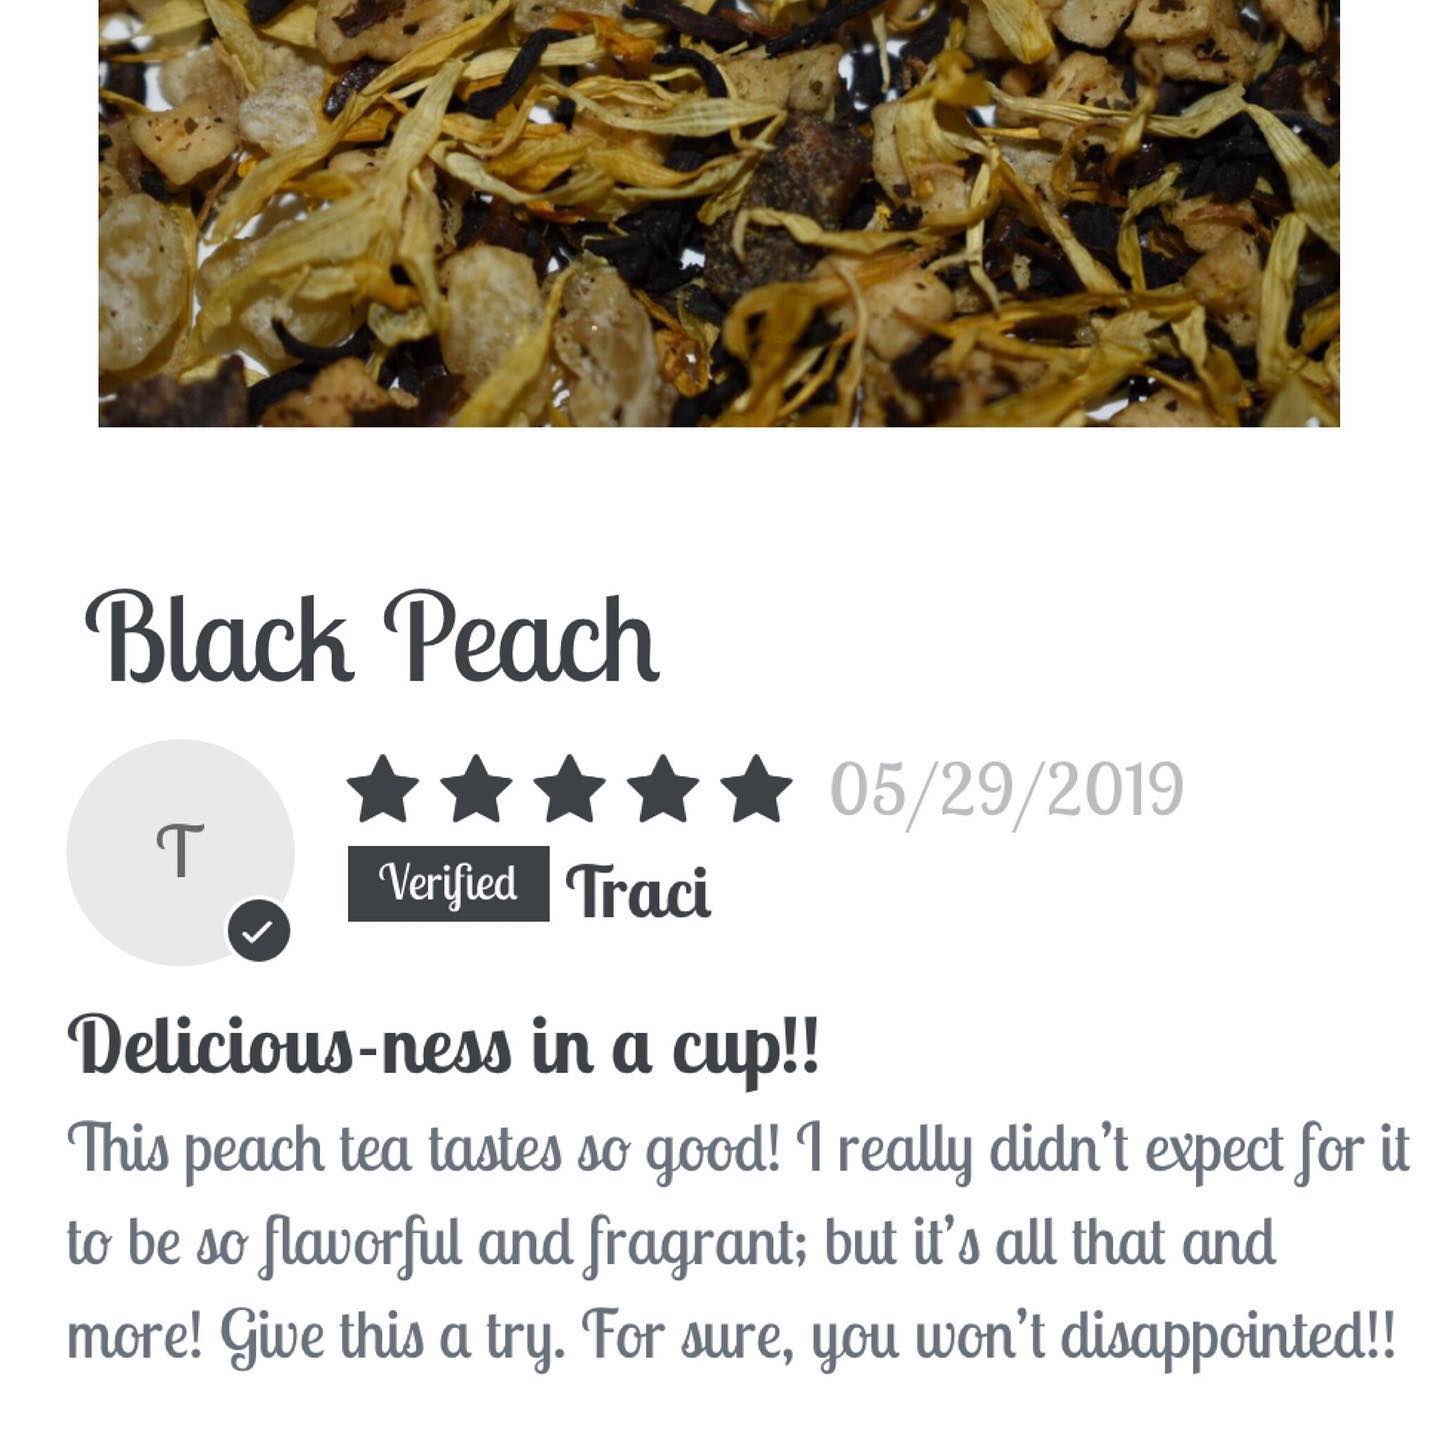 Black Peach
05/29/2019
T
Verified Traci
Delicious-ness in a cup!!
This peach tea tastes so good! I really didn't expect for it
to be so flavorful and fragrant; but it's all that and
more! Give this a try. For sure, you won't disappointed!!